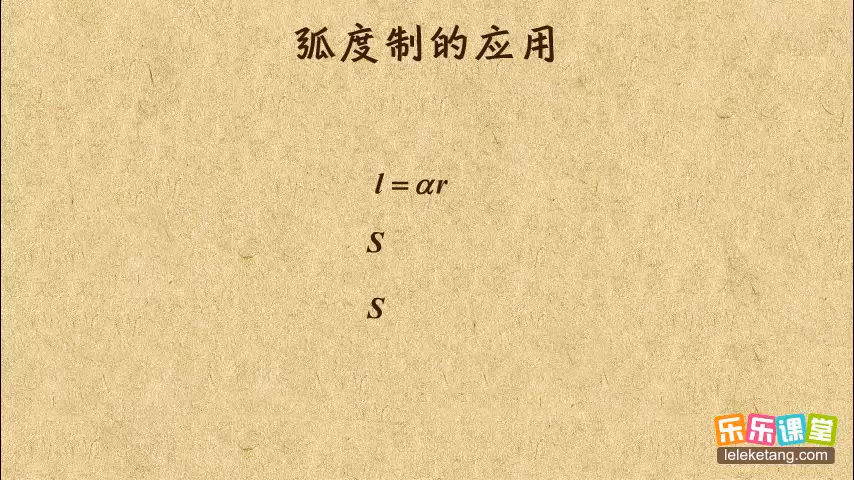 弧度制的应用
l = αr
S
S
乐乐课堂
leleketang.com